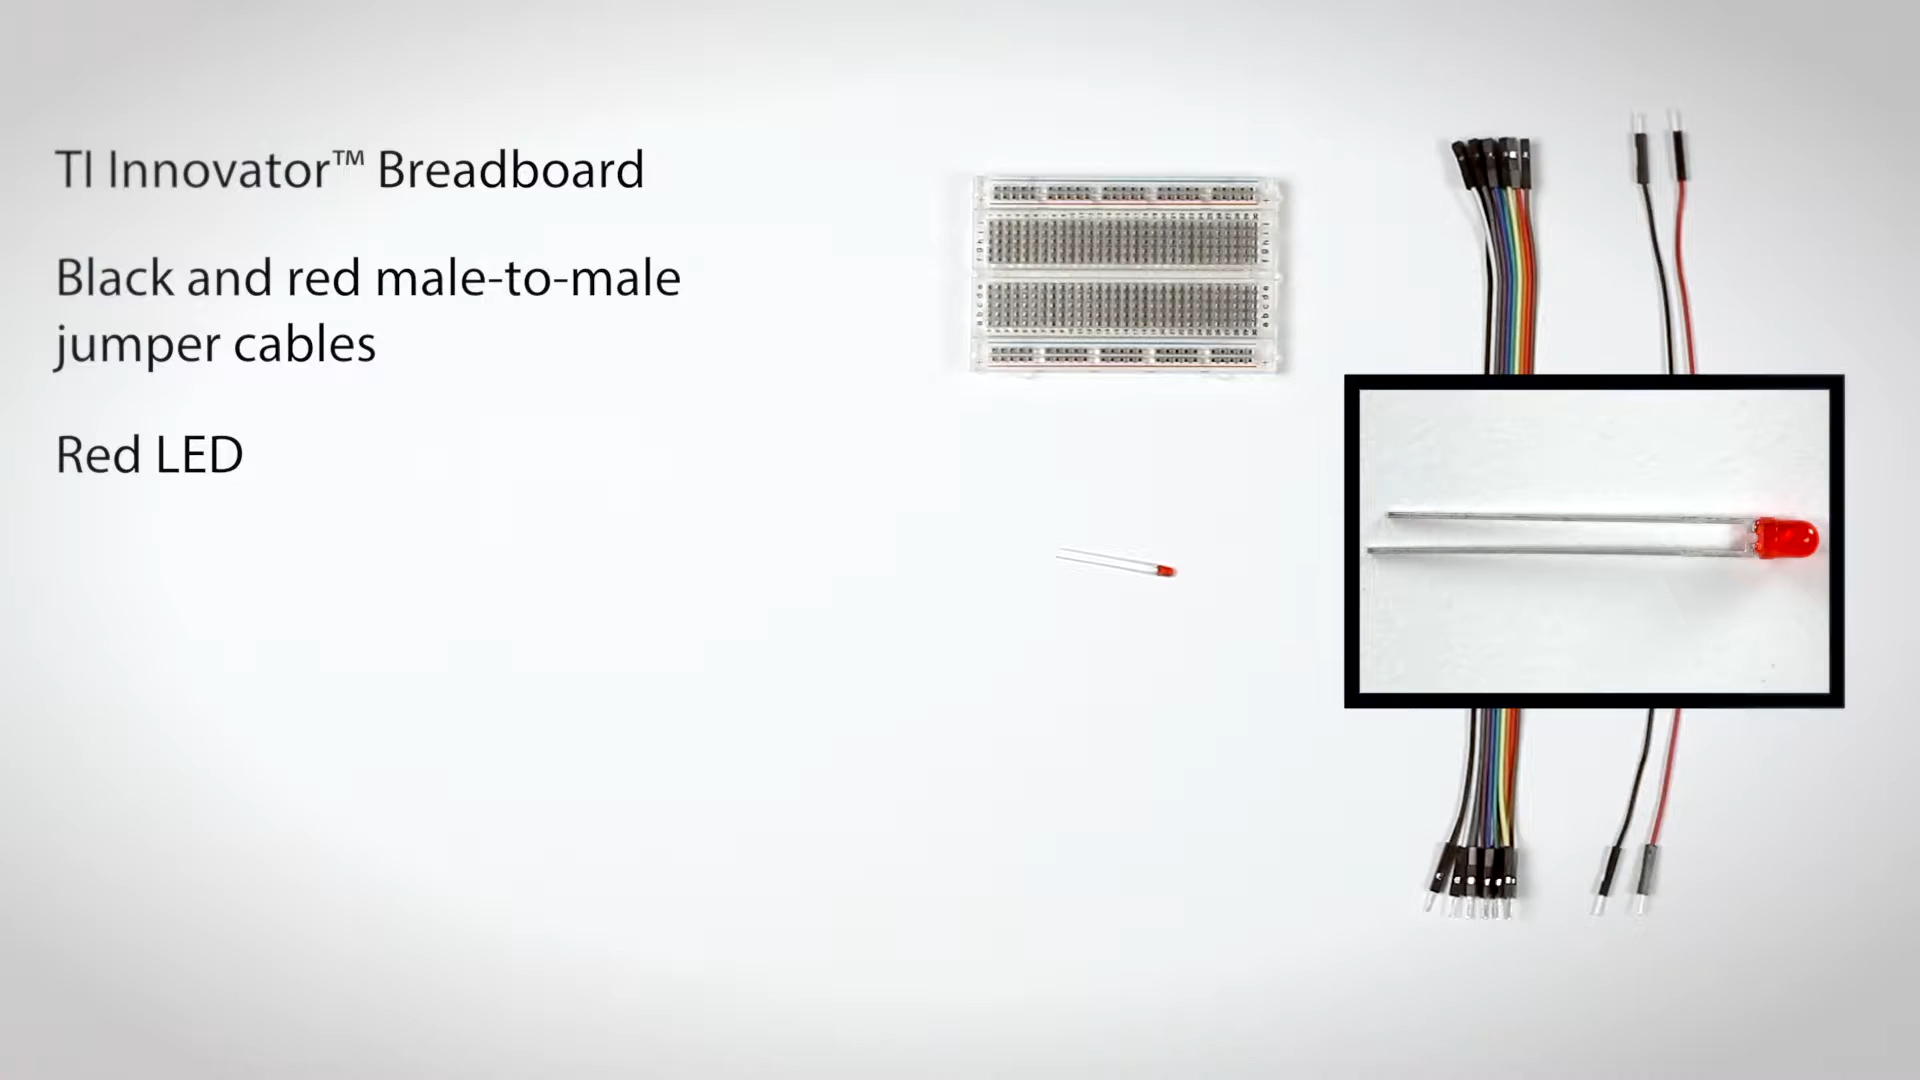 TI Innovator™ Breadboard
Black and red male-to-male
jumper cables
Red LED